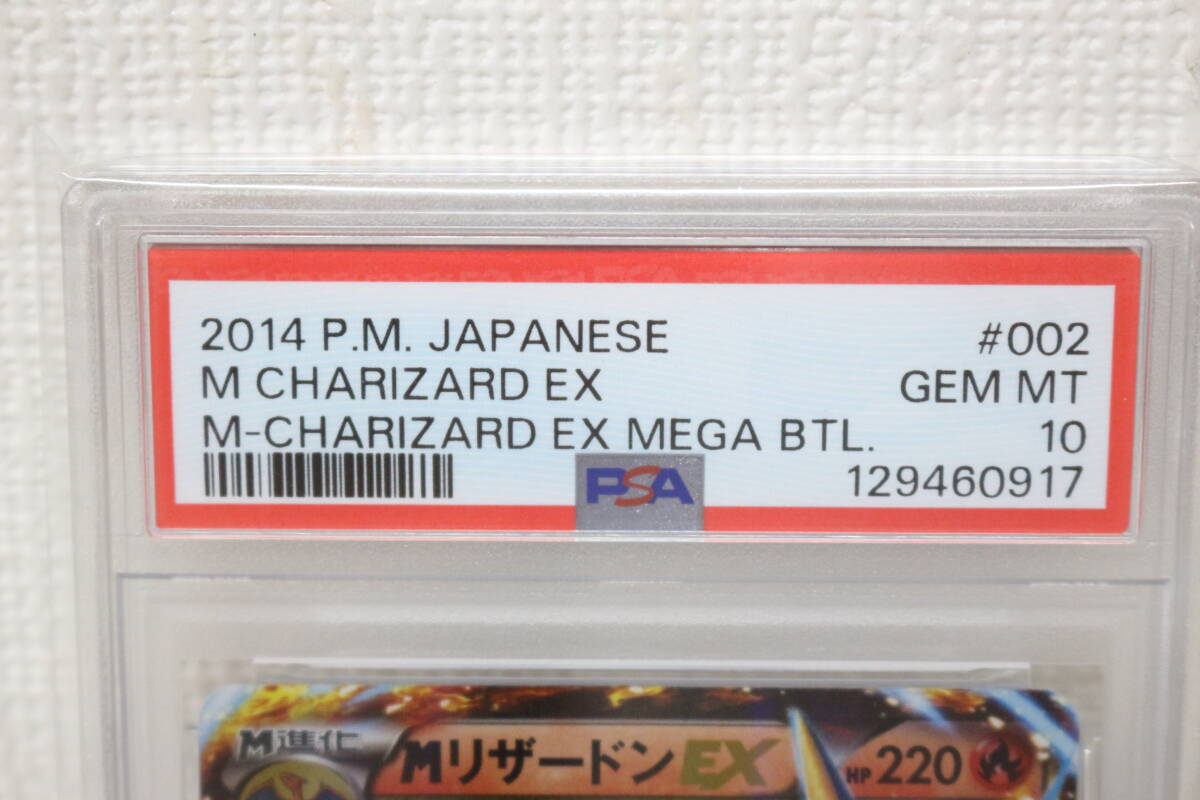 2014 P.M. JAPANESE #002
M CHARIZARD EX GEM MT
M-CHARIZARD EX MEGA BTL. 10
PSA 129460917
M進化 MリザードンEX HP220